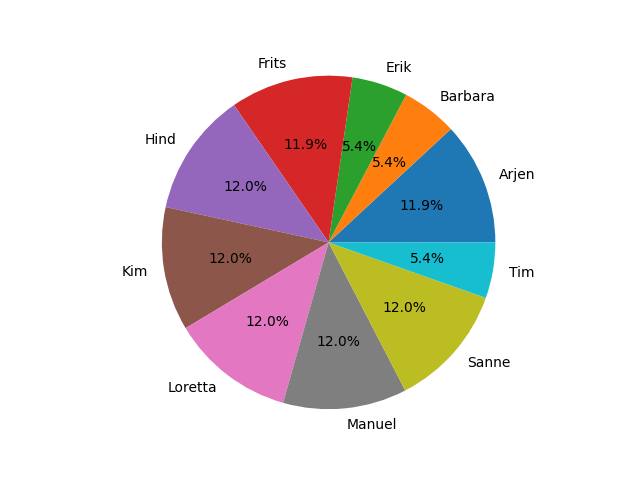 Frits
Erik
Barbara
Hind
Arjen
11.9%
5.4%
5.4%
12.0%
11.9%
Kim
12.0%
5.4%
Tim
12.0%
12.0%
12.0%
Loretta
Sanne
Manuel